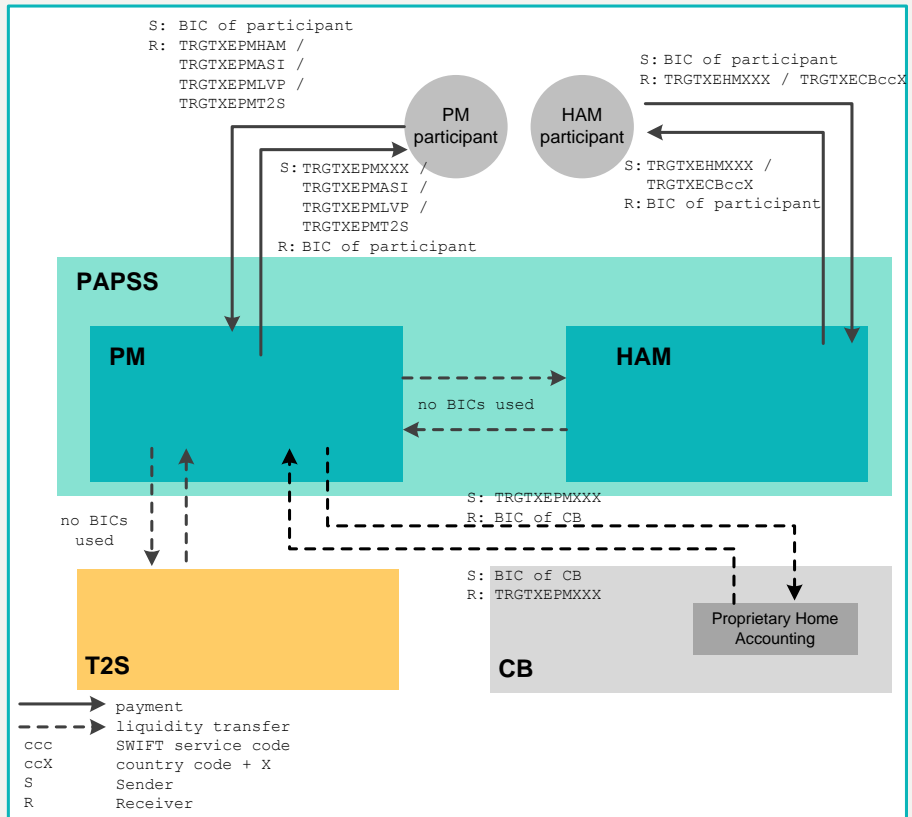 S: BIC of participant
R: TRGTXEPMHAM /
TRGTXEPMASI /
TRGTXEPMLVP /
TRGTXEPMT2S
S: BIC of participant
R: TRGTXEHMXXX / TRGTXECBccX
PM
participant
HAM
participant
S: TRGTXEPMXXX /
TRGTXEPMASI /
TRGTXEPMLVP /
TRGTXEPMT2S
R: BIC of participant
S: TRGTXEHMXXX /
TRGTXECBccX
R: BIC of participant
PAPSS
PM
HAM
no BICs used
S: TRGTXEPMXXX
R: BIC of CB
no BICs
used
S: BIC of CB
R: TRGTXEPMXXX
Proprietary Home
Accounting
T2S
CB
payment
liquidity transfer
ccc SWIFT service code
ccX country code + X
S Sender
R Receiver